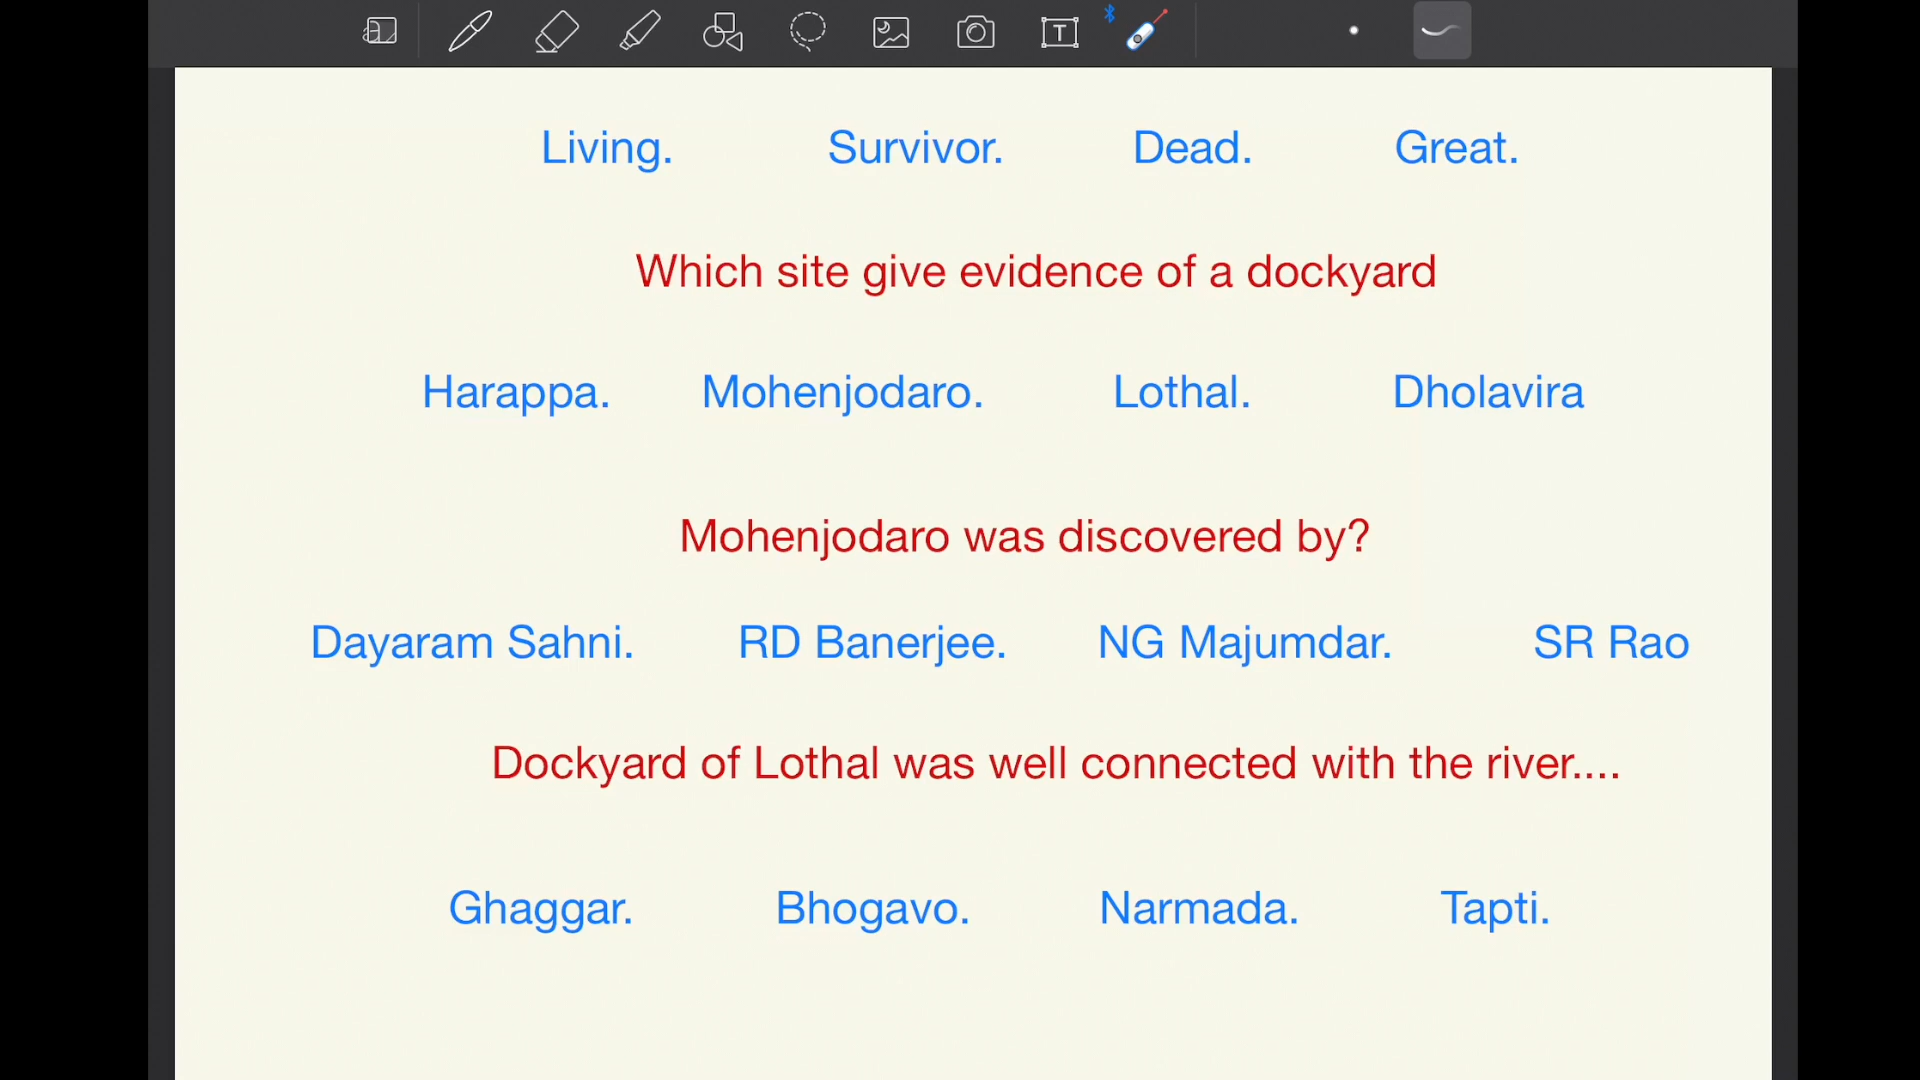 Living. Survivor. Dead. Great.
Which site give evidence of a dockyard
Harappa. Mohenjodaro. Lothal. Dholavira
Mohenjodaro was discovered by?
Dayaram Sahni. RD Banerjee. NG Majumdar. SR Rao
Dockyard of Lothal was well connected with the river....
Ghaggar. Bhogavo. Narmada. Tapti.